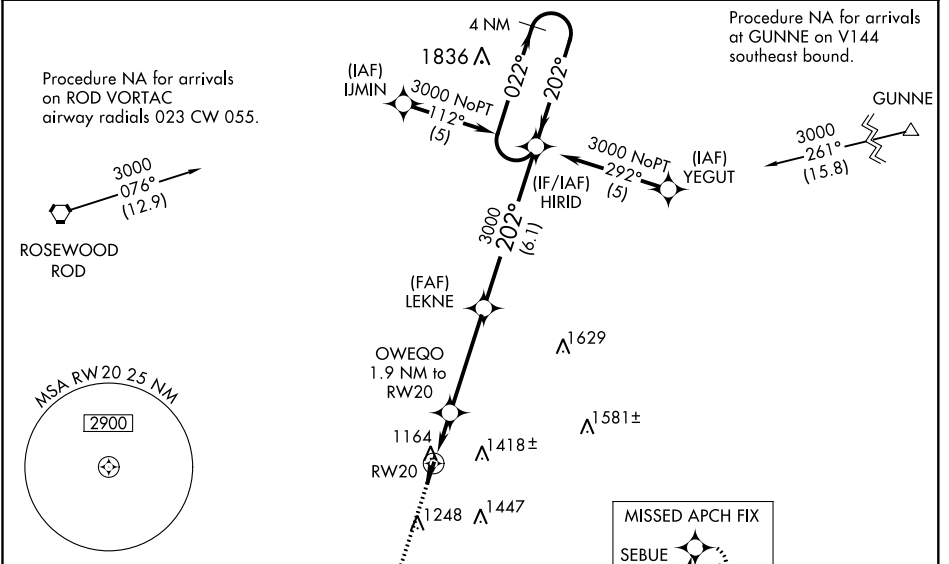 Procedure NA for arrivals
on ROD VORTAC
airway radials 023 CW 055.
3000
076°
(12.9)
ROSEWOOD
ROD
4 NM
1836
022°
202°
(IAF)
IJMIN
3000 NoPT
112°
(5)
Procedure NA for arrivals
at GUNNE on V144
southeast bound.
GUNNE
3000
261°
(15.8)
3000 NoPT
292°
(5)
(IAF)
YEGUT
(IF/IAF)
HIRID
3000
202°
(6.1)
(FAF)
LEKNE
1629
OWEQO
1.9 NM to
RW20
1581±
1164
1418±
RW20
1248
1447
MSA RW20 25 NM
2900
MISSED APCH FIX
SEBUE